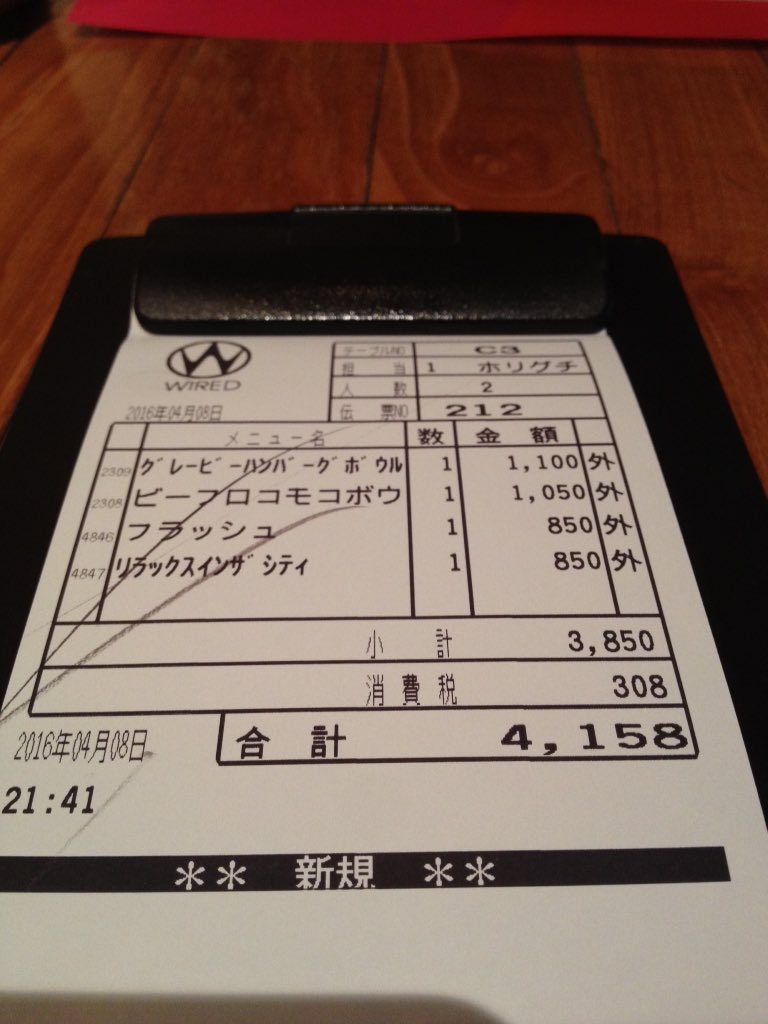 WIRED
テーブルNO C3
担当 1 ホリグチ
人数 2
2016年04月08日
伝票NO 212
メニュー名 数 金額
2309 グレービーハンバーグボウル 1 1,100 外
2308 ビーフロコモコボウ 1 1,050 外
4846 フラッシュ 1 850 外
4847 リラックスインザシティ 1 850 外
小計 3,850
消費税 308
合計 4,158
2016年04月08日
21:41
** 新規 **